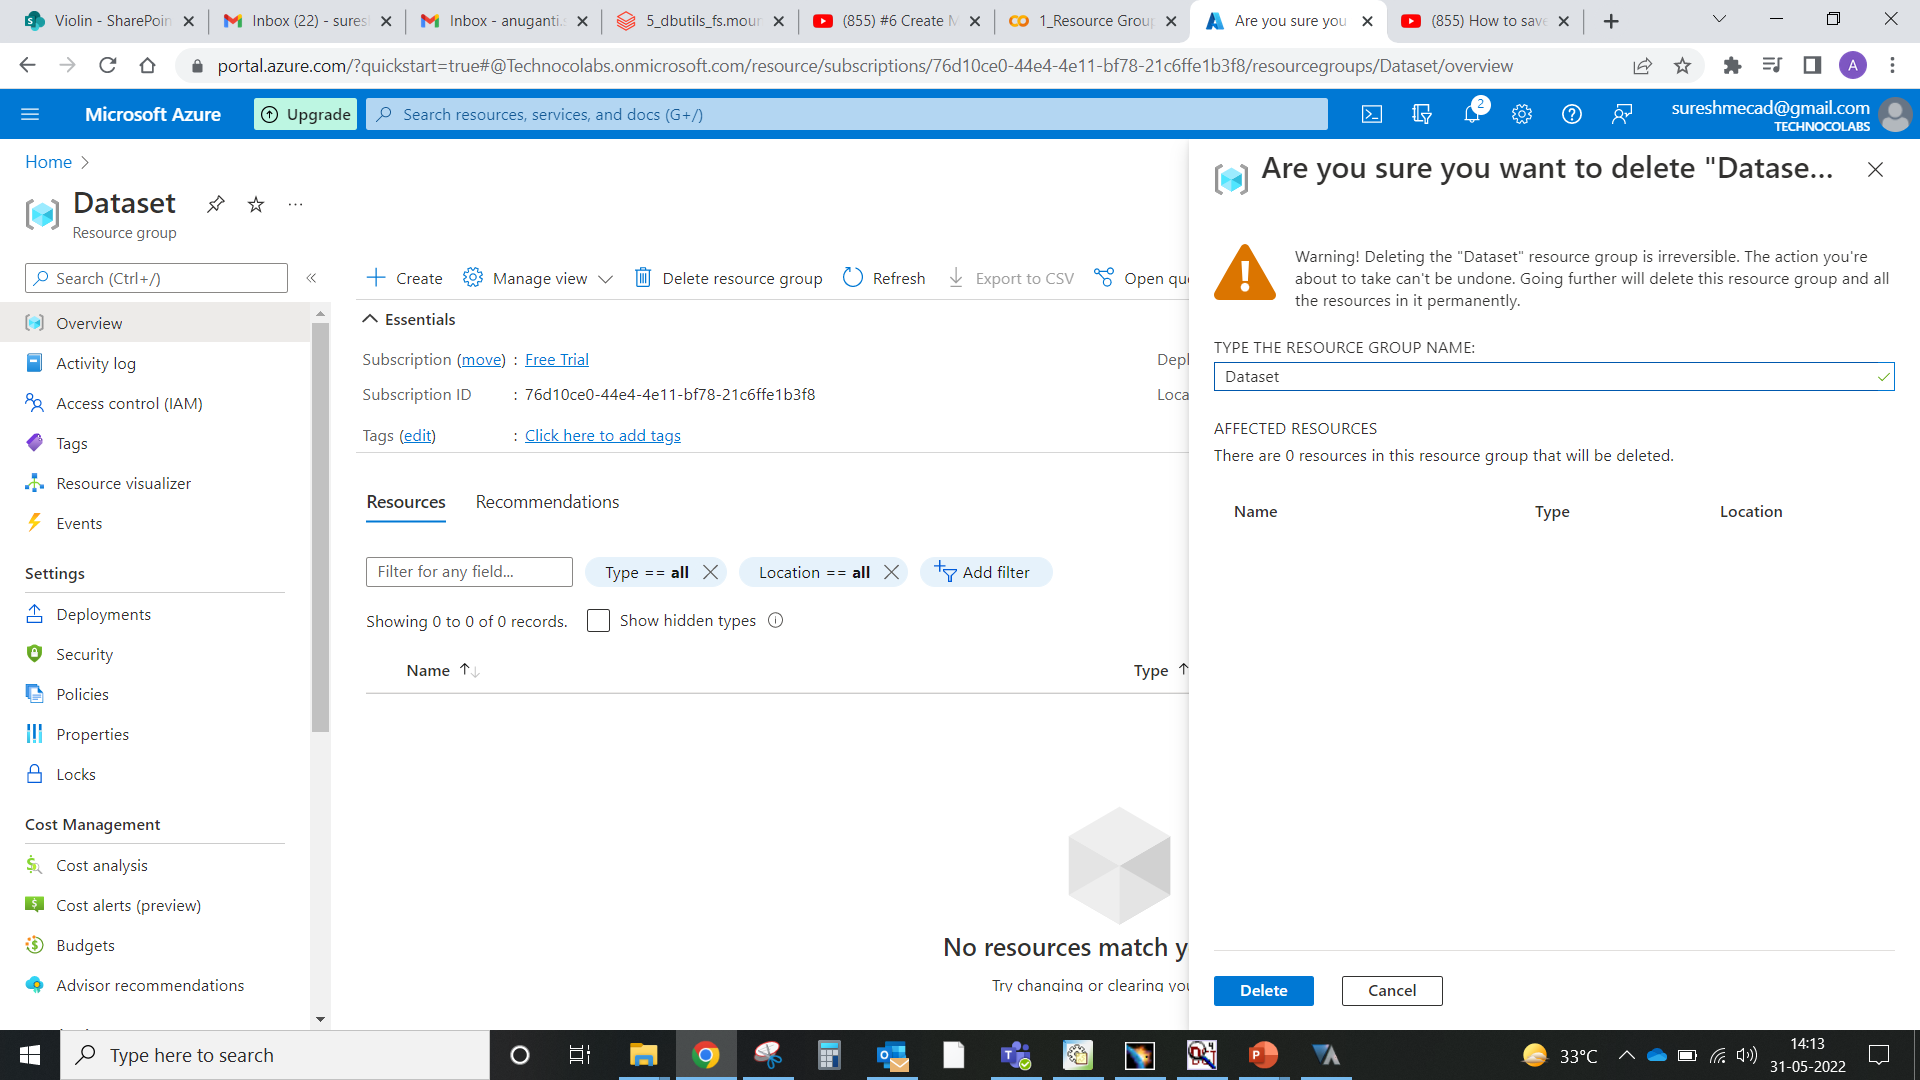 Violin - SharePoin
Inbox (22) - sures
Inbox - anuganti.s
5_dbutils_fs.moun
(855) #6 Create M
1_Resource Group
Are you sure you
(855) How to save
portal.azure.com/?quickstart=true#@Technocolabs.onmicrosoft.com/resource/subscriptions/76d10ce0-44e4-4e11-bf78-21c6ffe1b3f8/resourcegroups/Dataset/overview
A
Microsoft Azure
Upgrade
Search resources, services, and docs (G+/)
2
sureshmecad@gmail.com
TECHNOCOLABS
Home
Dataset
Resource group
Search (Ctrl+/)
Overview
Activity log
Access control (IAM)
Tags
Resource visualizer
Events
Settings
Deployments
Security
Policies
Properties
Locks
Cost Management
Cost analysis
Cost alerts (preview)
Budgets
Advisor recommendations
Create
Manage view
Delete resource group
Refresh
Export to CSV
Open qu
Essentials
Subscription (move) : Free Trial
Subscription ID : 76d10ce0-44e4-4e11-bf78-21c6ffe1b3f8
Tags (edit) : Click here to add tags
Depl
Loca
Resources
Recommendations
Filter for any field...
Type == all
Location == all
Add filter
Showing 0 to 0 of 0 records.
Show hidden types
Name
Type
No resources match y
Try changing or clearing you
Are you sure you want to delete "Datase...
Warning! Deleting the "Dataset" resource group is irreversible. The action you're
about to take can't be undone. Going further will delete this resource group and all
the resources in it permanently.
TYPE THE RESOURCE GROUP NAME:
Dataset
AFFECTED RESOURCES
There are 0 resources in this resource group that will be deleted.
Name Type Location
Delete
Cancel
Type here to search
33°C
14:13
31-05-2022